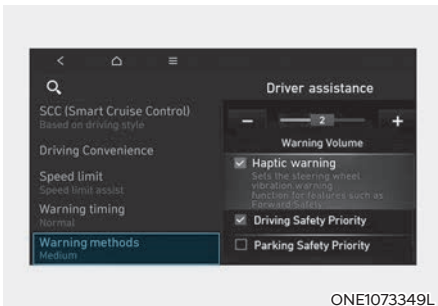 Driver assistance
SCC (Smart Cruise Control)
Based on driving style
Driving Convenience
Speed limit
Speed limit assist
Warning timing
Normal
Warning methods
Medium
− 2 +
Warning Volume
Haptic warning
Sets the steering wheel
vibration warning
function for features such as
Forward Safety
Driving Safety Priority
Parking Safety Priority
ONE1073349L